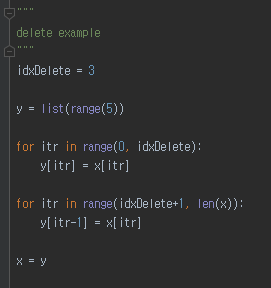 """
delete example
"""
idxDelete = 3
y = list(range(5))
for itr in range(0, idxDelete):
    y[itr] = x[itr]
for itr in range(idxDelete+1, len(x)):
    y[itr-1] = x[itr]
x = y